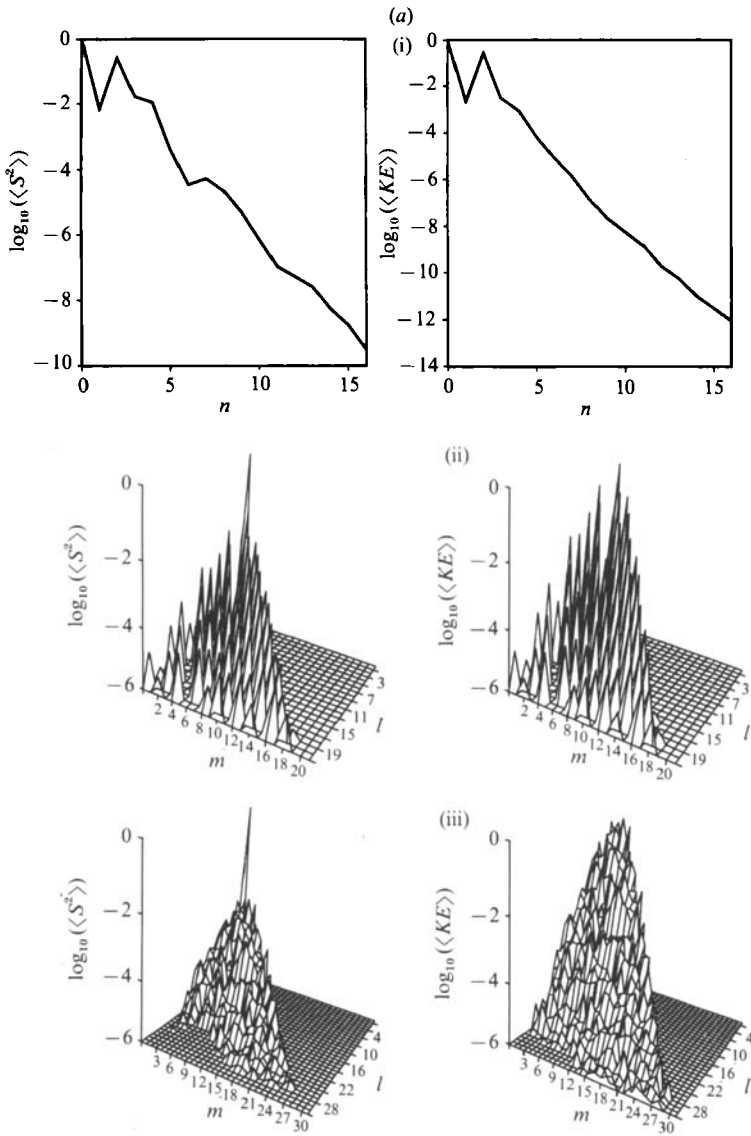 (a)
(i)
0
−2
−4
−6
−8
−10
log₁₀(⟨S²⟩)
0 5 10 15
n
0
−2
−4
−6
−8
−10
−12
−14
log₁₀(⟨KE⟩)
0 5 10 15
n
(ii)
0
−2
−4
−6
log₁₀(⟨S²⟩)
2 4 6 8 10 12 14 16 18 20
m
3 7 11 15 19
l
0
−2
−4
−6
log₁₀(⟨KE⟩)
2 4 6 8 10 12 14 16 18 20
m
3 7 11 15 19
l
(iii)
0
−2
−4
−6
log₁₀(⟨S²⟩)
3 6 9 12 15 18 21 24 27 30
m
4 10 16 22 28
l
0
−2
−4
−6
log₁₀(⟨KE⟩)
3 6 9 12 15 18 21 24 27 30
m
4 10 16 22 28
l